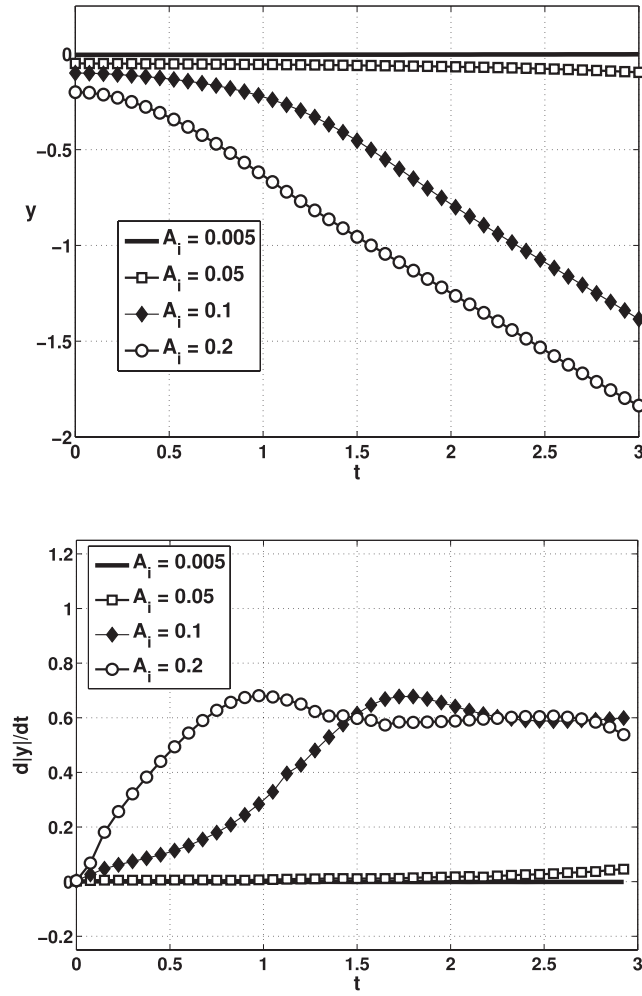 0
−0.5
y
−1
A_i = 0.005
A_i = 0.05
A_i = 0.1
A_i = 0.2
−1.5
−2
0 0.5 1 1.5 2 2.5 3
t
1.2
A_i = 0.005
A_i = 0.05
1
A_i = 0.1
A_i = 0.2
0.8
0.6
d|y|/dt
0.4
0.2
0
−0.2
0 0.5 1 1.5 2 2.5 3
t